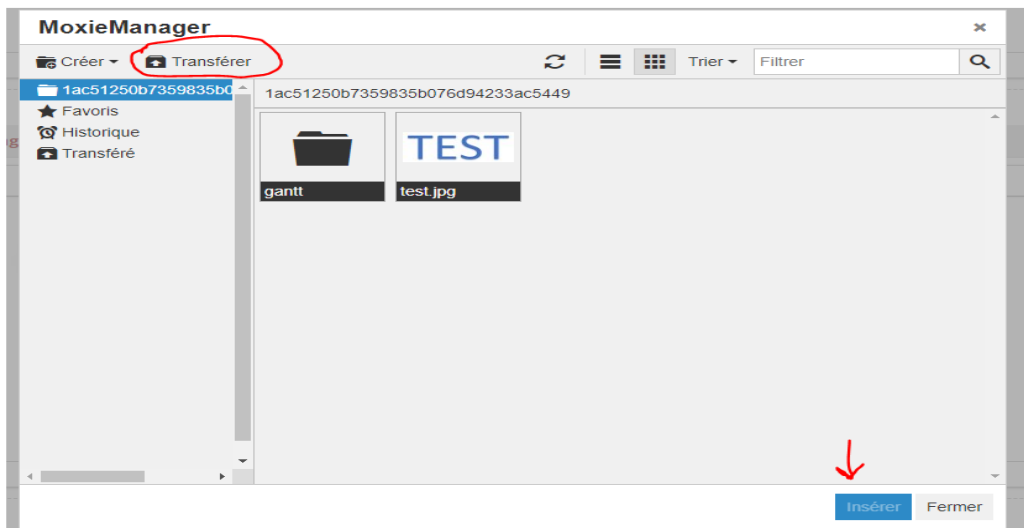 MoxieManager
Créer
Transférer
Trier
Filtrer
1ac51250b7359835b0
Favoris
Historique
Transféré
1ac51250b7359835b076d94233ac5449
TEST
gantt
test.jpg
Insérer
Fermer